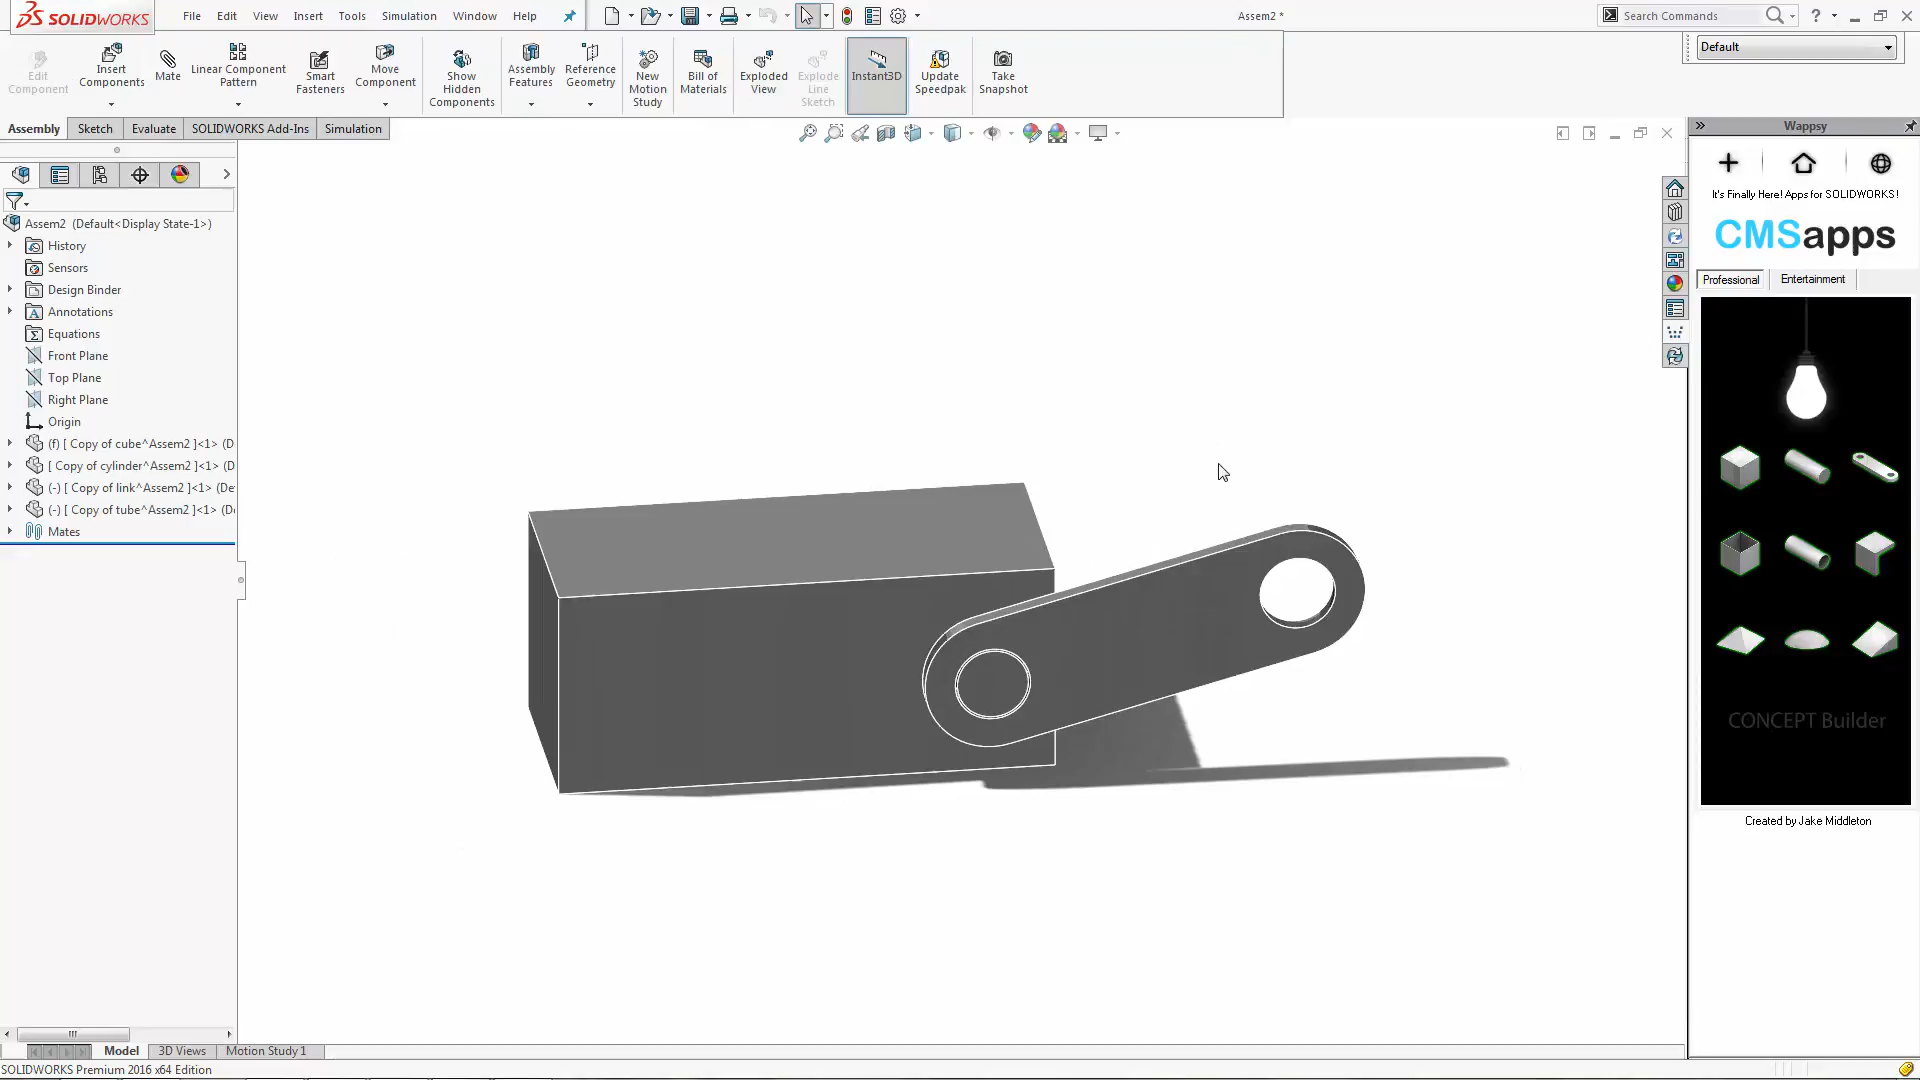 SOLIDWORKS
File Edit View Insert Tools Simulation Window Help
Assem2 *
Search Commands
?
Default
Edit Component
Insert Components
Mate
Linear Component Pattern
Smart Fasteners
Move Component
Show Hidden Components
Assembly Features
Reference Geometry
New Motion Study
Bill of Materials
Exploded View
Explode Line Sketch
Instant3D
Update Speedpak
Take Snapshot
Assembly Sketch Evaluate SOLIDWORKS Add-Ins Simulation
Assem2 (Default<Display State-1>)
History
Sensors
Design Binder
Annotations
Equations
Front Plane
Top Plane
Right Plane
Origin
(f) [ Copy of cube^Assem2 ]<1> (D
[ Copy of cylinder^Assem2 ]<1> (D
(-) [ Copy of link^Assem2 ]<1> (De
(-) [ Copy of tube^Assem2 ]<1> (De
Mates
Wappsy
It's Finally Here! Apps for SOLIDWORKS!
CMSapps
Professional Entertainment
CONCEPT Builder
Created by Jake Middleton
Model 3D Views Motion Study 1
SOLIDWORKS Premium 2016 x64 Edition